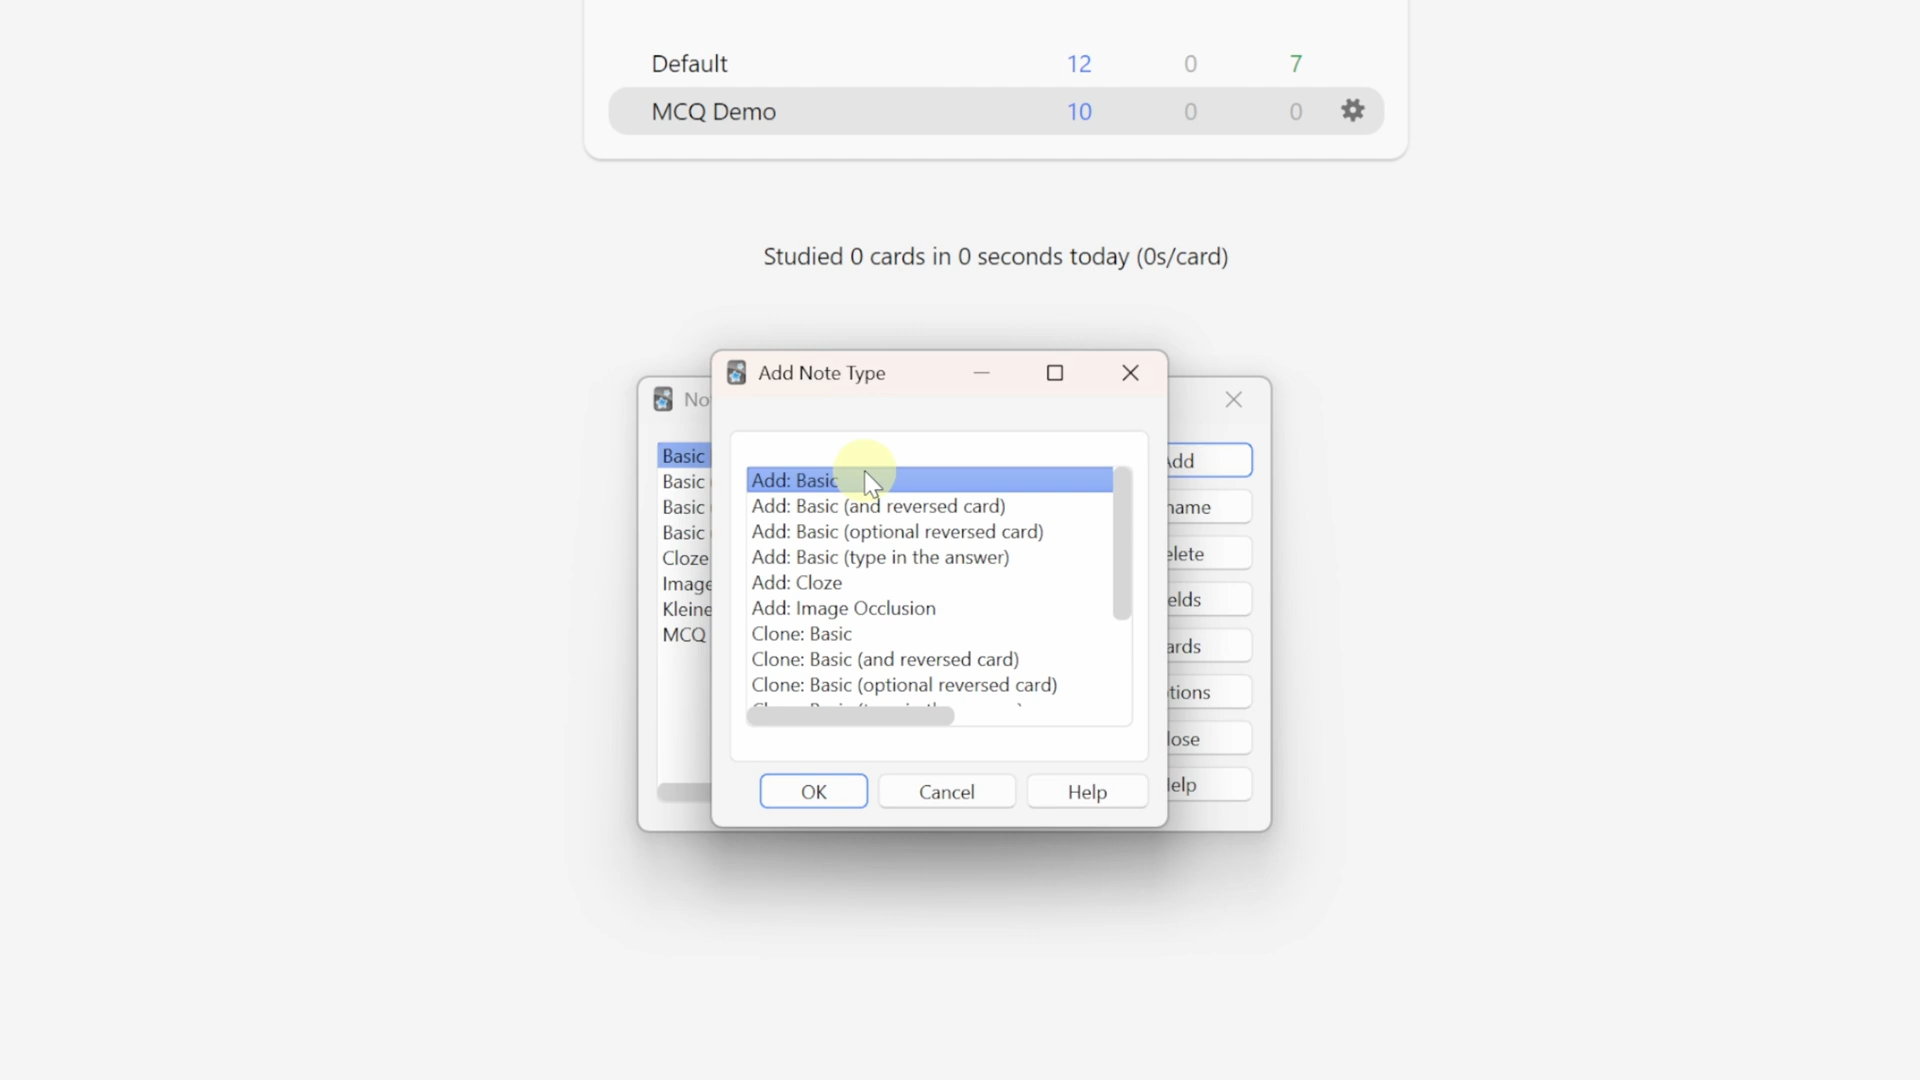 Default 12 0 7
MCQ Demo 10 0 0
Studied 0 cards in 0 seconds today (0s/card)
Add Note Type
No
Basic
Basic
Basic
Basic
Cloze
Image
Kleine
MCQ
Add: Basic
Add: Basic (and reversed card)
Add: Basic (optional reversed card)
Add: Basic (type in the answer)
Add: Cloze
Add: Image Occlusion
Clone: Basic
Clone: Basic (and reversed card)
Clone: Basic (optional reversed card)
OK Cancel Help
dd
name
elete
elds
ards
tions
lose
elp